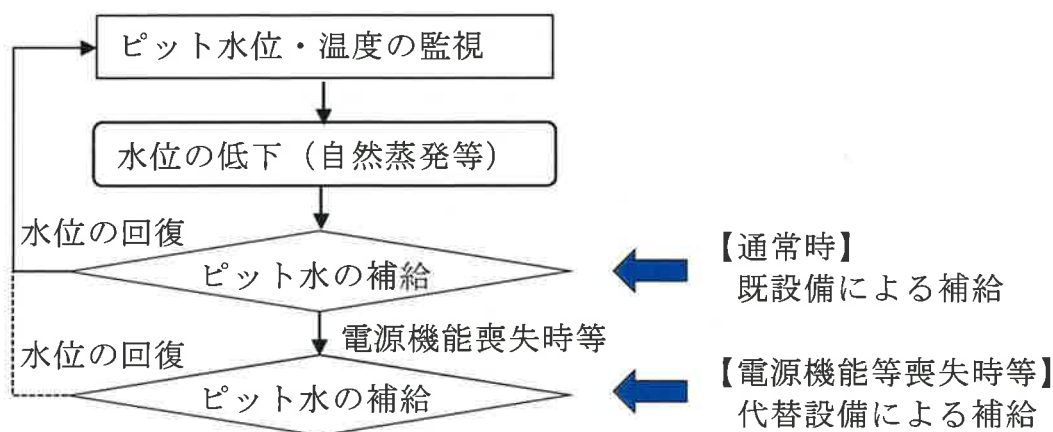 ピット水位・温度の監視
水位の低下（自然蒸発等）
水位の回復
ピット水の補給
【通常時】
既設備による補給
電源機能喪失時等
水位の回復
ピット水の補給
【電源機能等喪失時等】
代替設備による補給